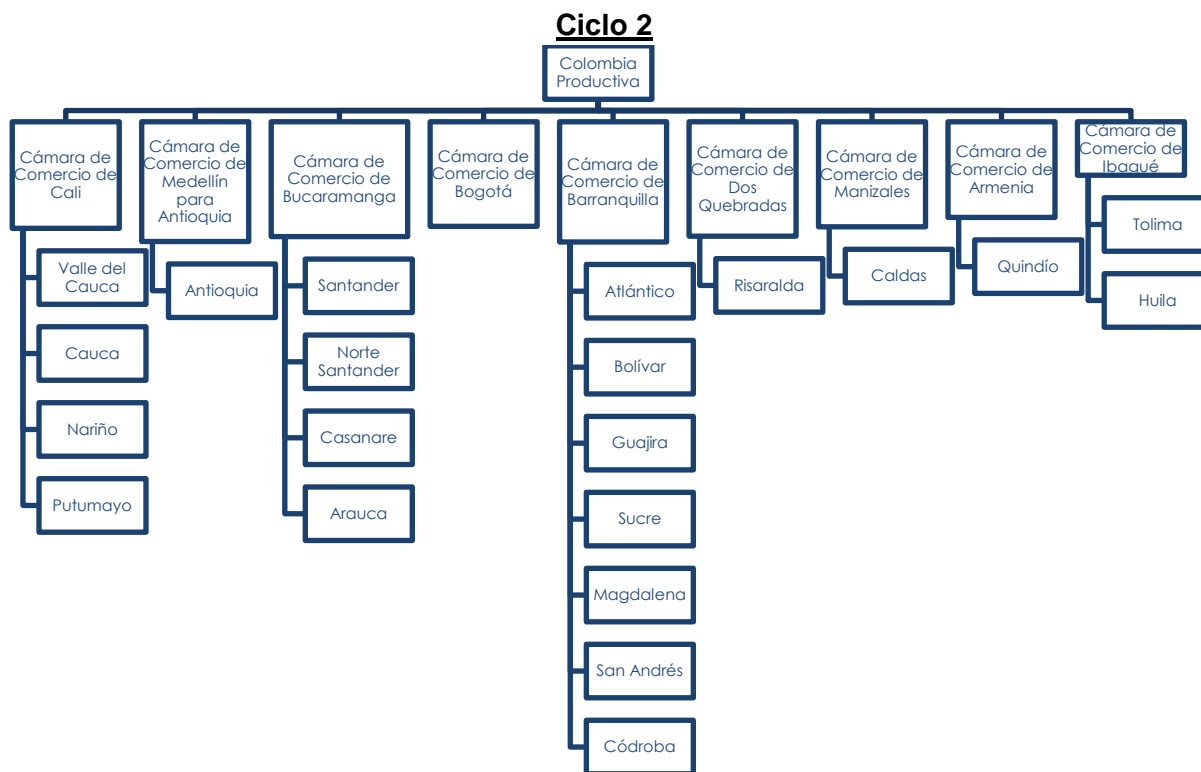 Ciclo 2
Colombia
Productiva
Cámara de
Comercio de
Cali
Valle del
Cauca
Cauca
Nariño
Putumayo
Cámara de
Comercio de
Medellín
para
Antioquia
Antioquia
Cámara de
Comercio de
Bucaramanga
Santander
Norte
Santander
Casanare
Arauca
Cámara de
Comercio de
Bogotá
Cámara de
Comercio de
Barranquilla
Atlántico
Bolívar
Guajira
Sucre
Magdalena
San Andrés
Códroba
Cámara de
Comercio de
Dos
Quebradas
Risaralda
Cámara de
Comercio de
Manizales
Caldas
Cámara de
Comercio de
Armenia
Quindío
Cámara de
Comercio de
Ibagué
Tolima
Huila